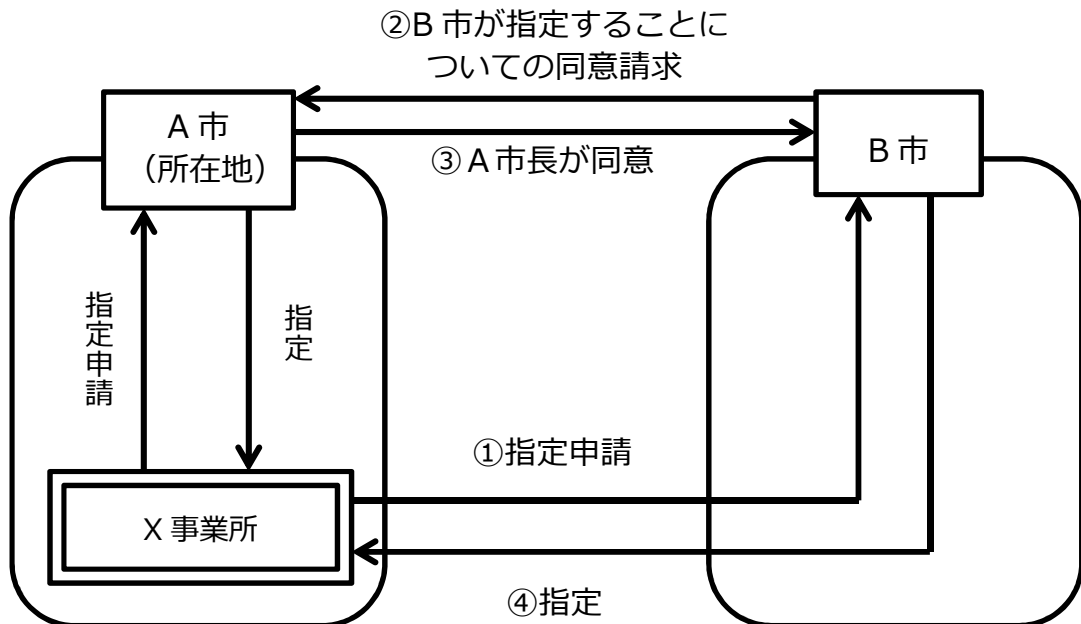 ②B 市が指定することに
ついての同意請求
A 市
（所在地）
③A 市長が同意
B 市
指定申請
指定
①指定申請
X 事業所
④指定